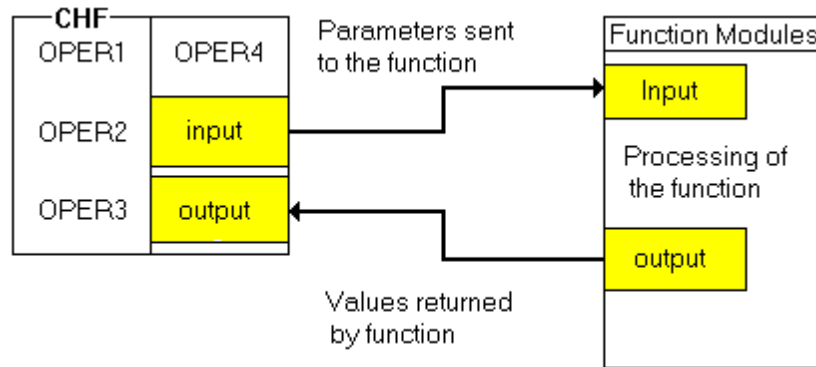 CHF
OPER1 OPER4
OPER2 input
OPER3 output
Parameters sent
to the function
Values returned
by function
Function Modules
Input
Processing of
the function
output